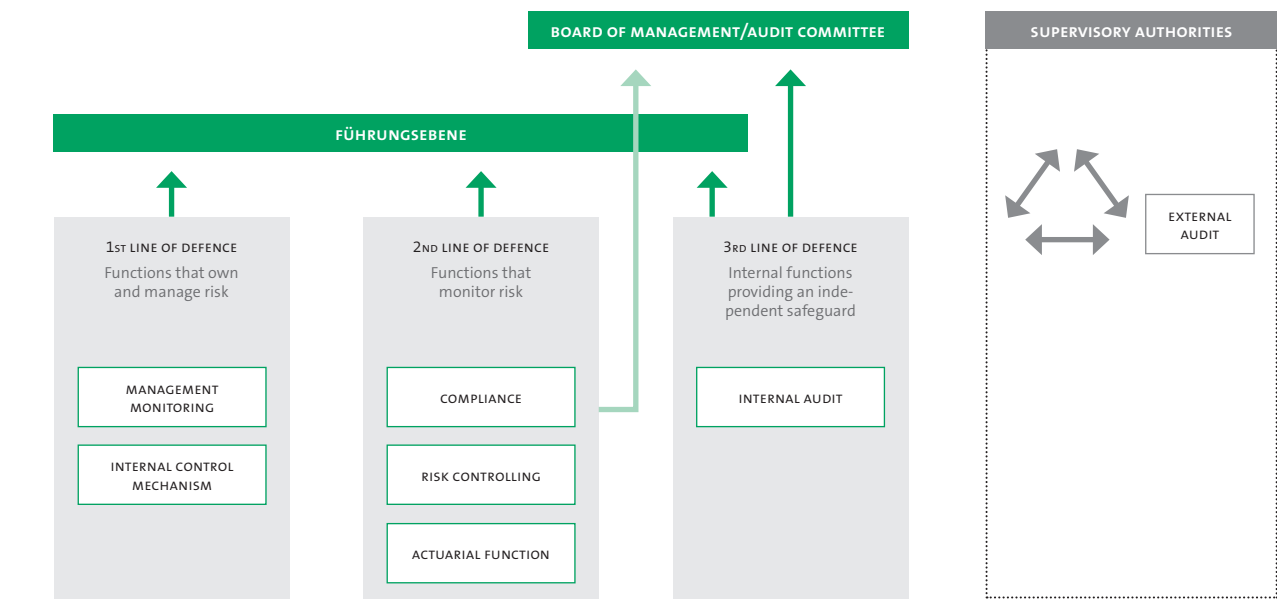 BOARD OF MANAGEMENT/AUDIT COMMITTEE
SUPERVISORY AUTHORITIES
FÜHRUNGSEBENE
1ST LINE OF DEFENCE
Functions that own
and manage risk
MANAGEMENT
MONITORING
INTERNAL CONTROL
MECHANISM
2ND LINE OF DEFENCE
Functions that
monitor risk
COMPLIANCE
RISK CONTROLLING
ACTUARIAL FUNCTION
3RD LINE OF DEFENCE
Internal functions
providing an inde-
pendent safeguard
INTERNAL AUDIT
EXTERNAL
AUDIT